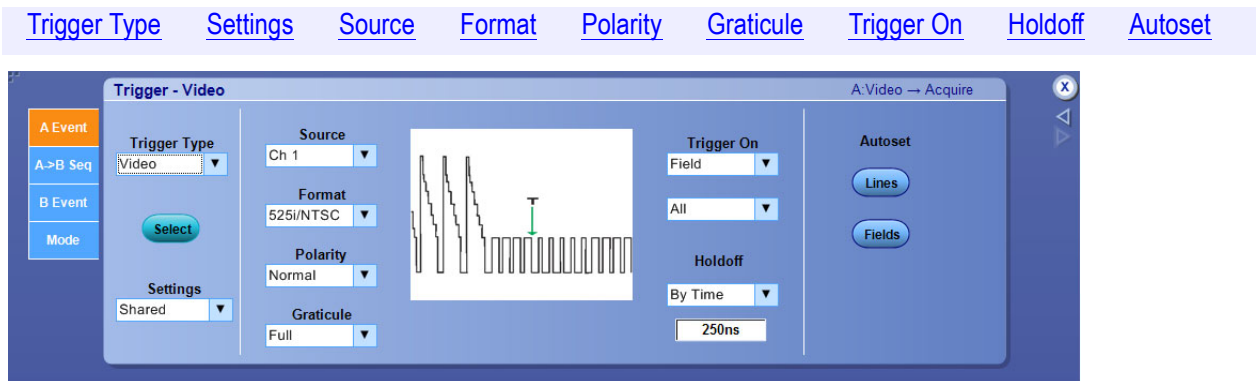 Trigger Type Settings Source Format Polarity Graticule Trigger On Holdoff Autoset
Trigger - Video A:Video → Acquire X
A Event
A->B Seq
B Event
Mode
Trigger Type
Video
Select
Settings
Shared
Source
Ch 1
Format
525i/NTSC
Polarity
Normal
Graticule
Full
T
Trigger On
Field
All
Holdoff
By Time
250ns
Autoset
Lines
Fields